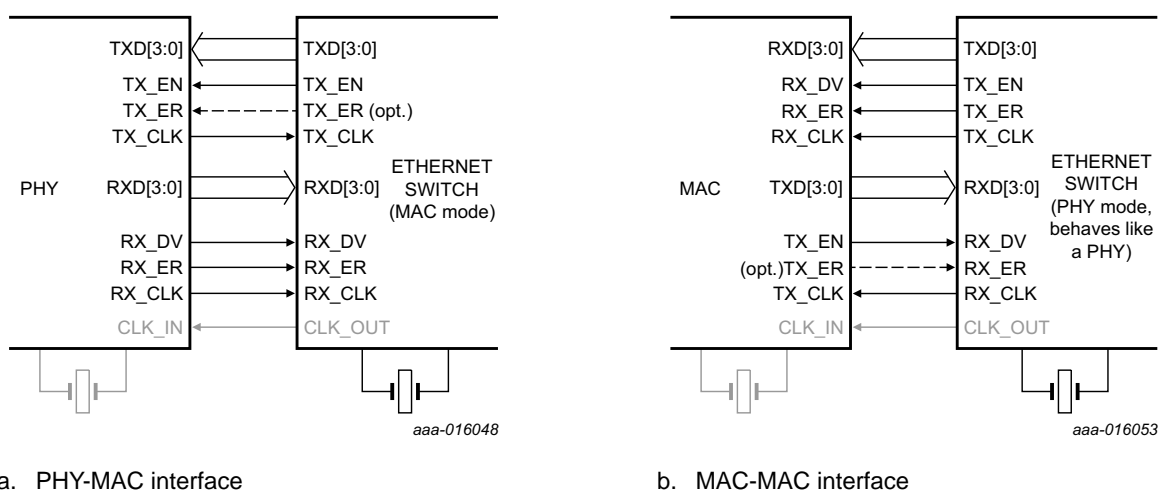 TXD[3:0] TXD[3:0]
TX_EN TX_EN
TX_ER TX_ER (opt.)
TX_CLK TX_CLK
PHY
RXD[3:0] RXD[3:0]
ETHERNET
SWITCH
(MAC mode)
RX_DV RX_DV
RX_ER RX_ER
RX_CLK RX_CLK
CLK_IN CLK_OUT
aaa-016048
a. PHY-MAC interface
RXD[3:0] TXD[3:0]
RX_DV TX_EN
RX_ER TX_ER
RX_CLK TX_CLK
MAC
TXD[3:0] RXD[3:0]
ETHERNET
SWITCH
(PHY mode,
behaves like
a PHY)
TX_EN RX_DV
(opt.)TX_ER RX_ER
TX_CLK RX_CLK
CLK_IN CLK_OUT
aaa-016053
b. MAC-MAC interface